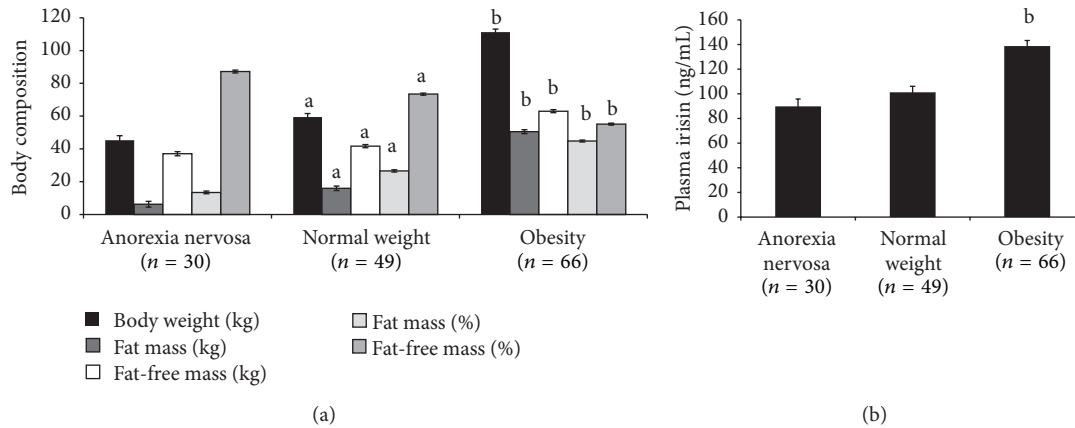 120
100
80
60
40
20
0
Body composition
a
a
a
a
a
b
b
b
b
b
Anorexia nervosa
(n = 30)
Normal weight
(n = 49)
Obesity
(n = 66)
Body weight (kg)
Fat mass (kg)
Fat-free mass (kg)
Fat mass (%)
Fat-free mass (%)
(a)
160
140
120
100
80
60
40
20
0
Plasma irisin (ng/mL)
b
Anorexia
nervosa
(n = 30)
Normal
weight
(n = 49)
Obesity
(n = 66)
(b)